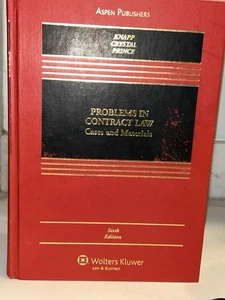 ASPEN PUBLISHERS
KNAPP
CRYSTAL
PRINCE
PROBLEMS IN
CONTRACT LAW
Cases and Materials
Sixth
Edition
Wolters Kluwer
Law & Business